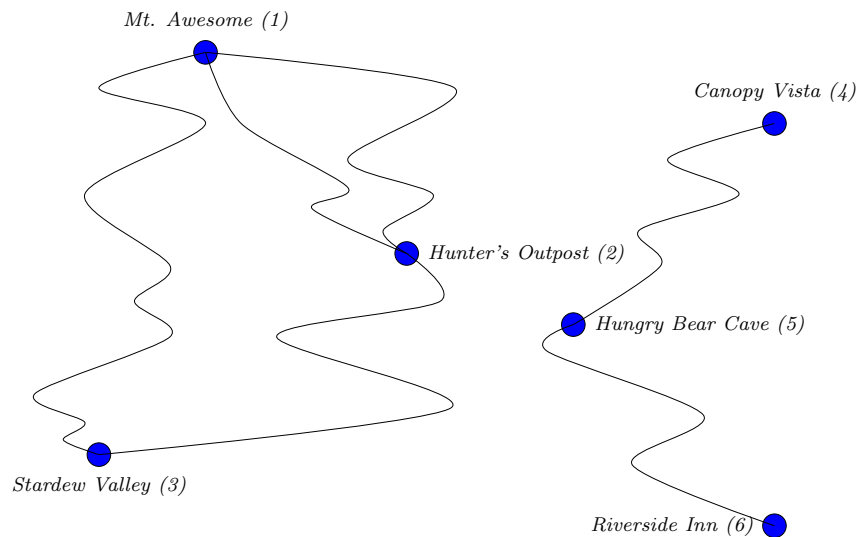 Mt. Awesome (1)
Canopy Vista (4)
Hunter's Outpost (2)
Hungry Bear Cave (5)
Stardew Valley (3)
Riverside Inn (6)